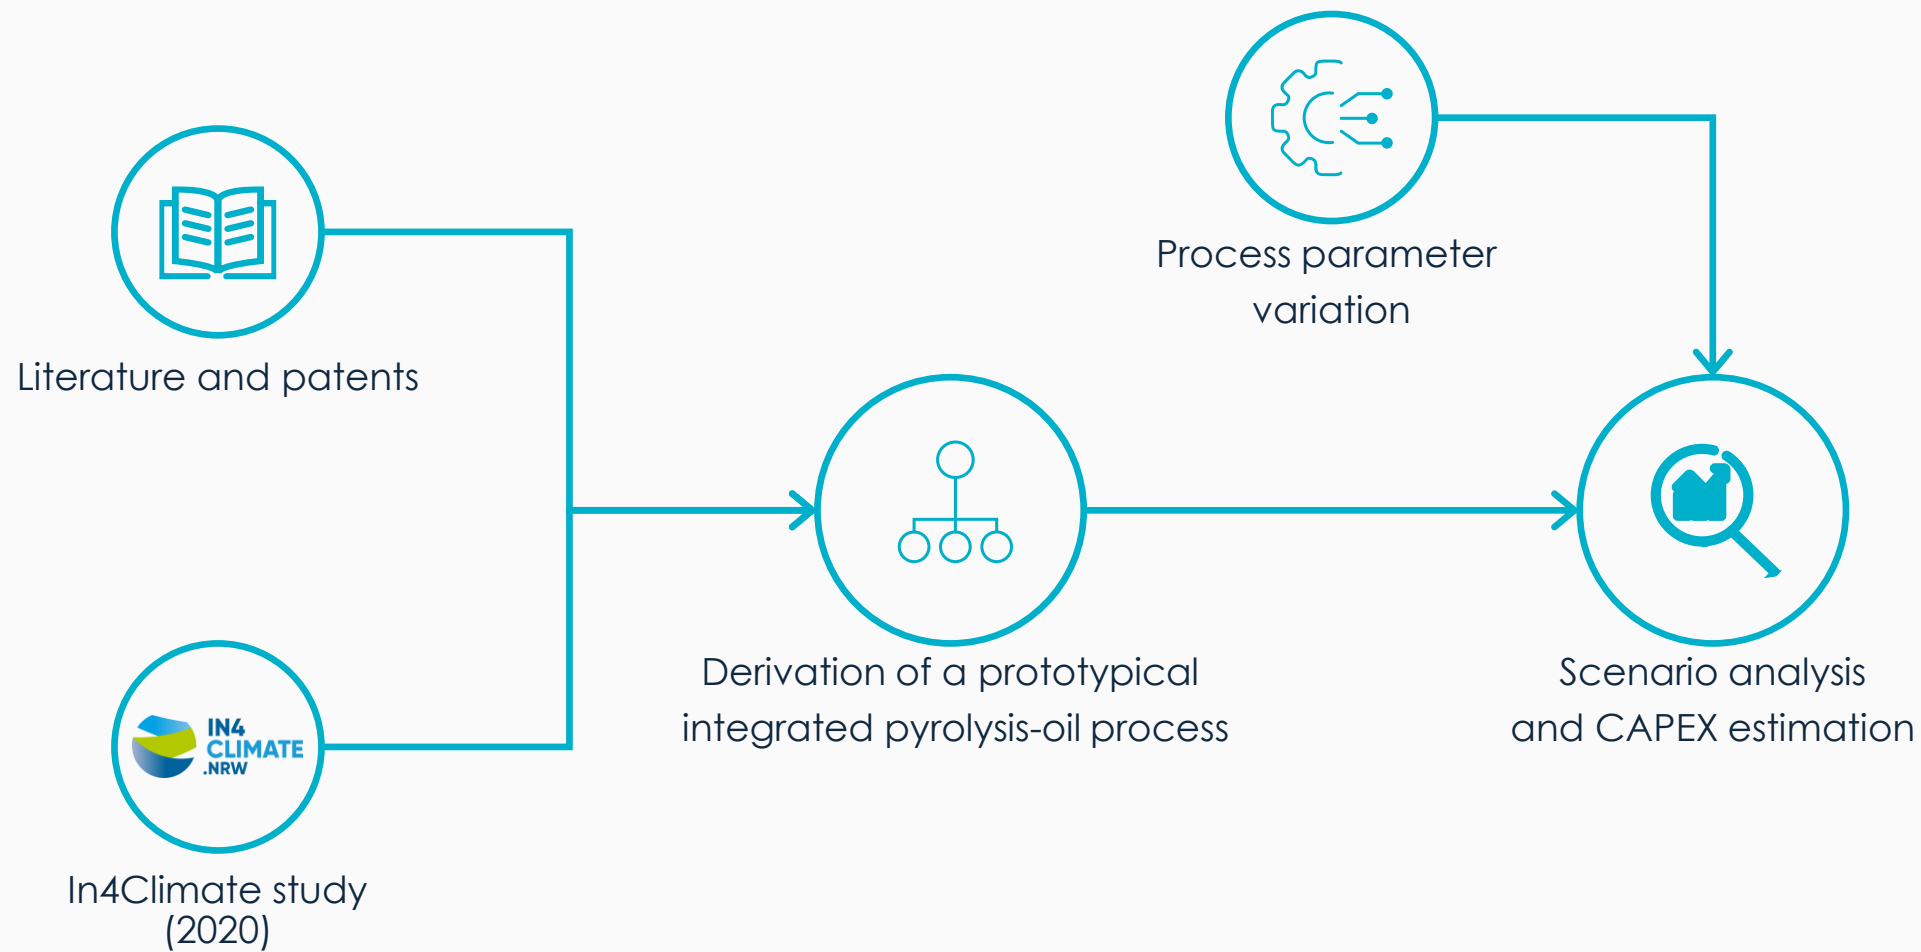 Process parameter
variation
Literature and patents
Derivation of a prototypical
integrated pyrolysis-oil process
Scenario analysis
and CAPEX estimation
IN4
CLIMATE
.NRW
In4Climate study
(2020)